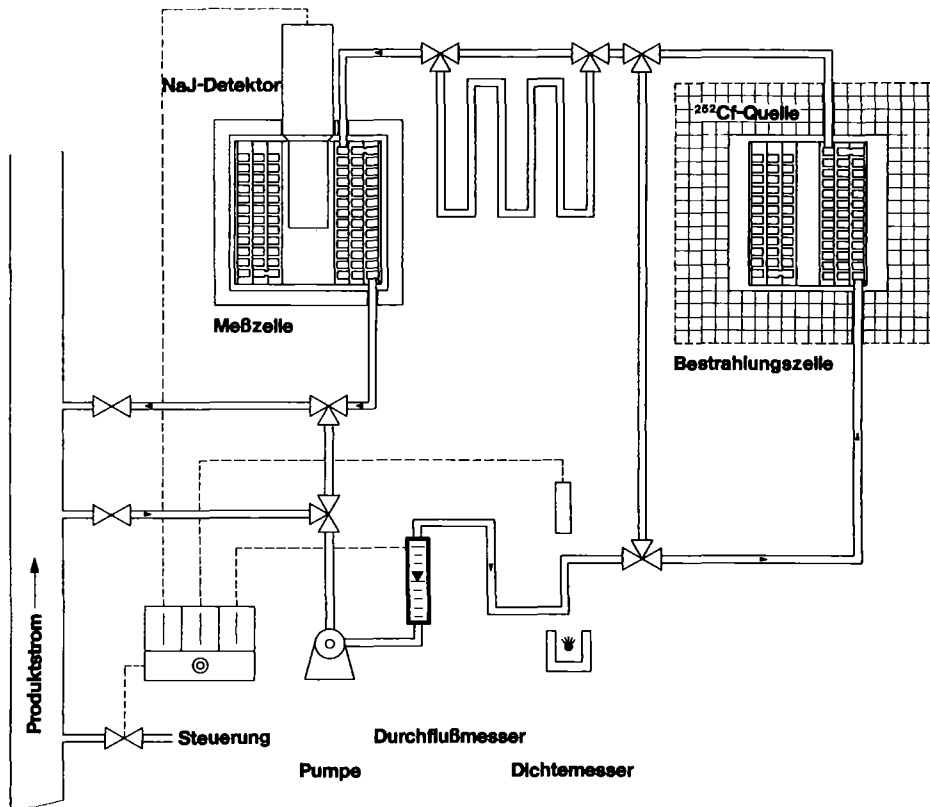 NaJ-Detektor
²⁵²Cf-Quelle
Meßzelle
Bestrahlungszelle
Produktstrom
Steuerung
Durchflußmesser
Pumpe
Dichtemesser